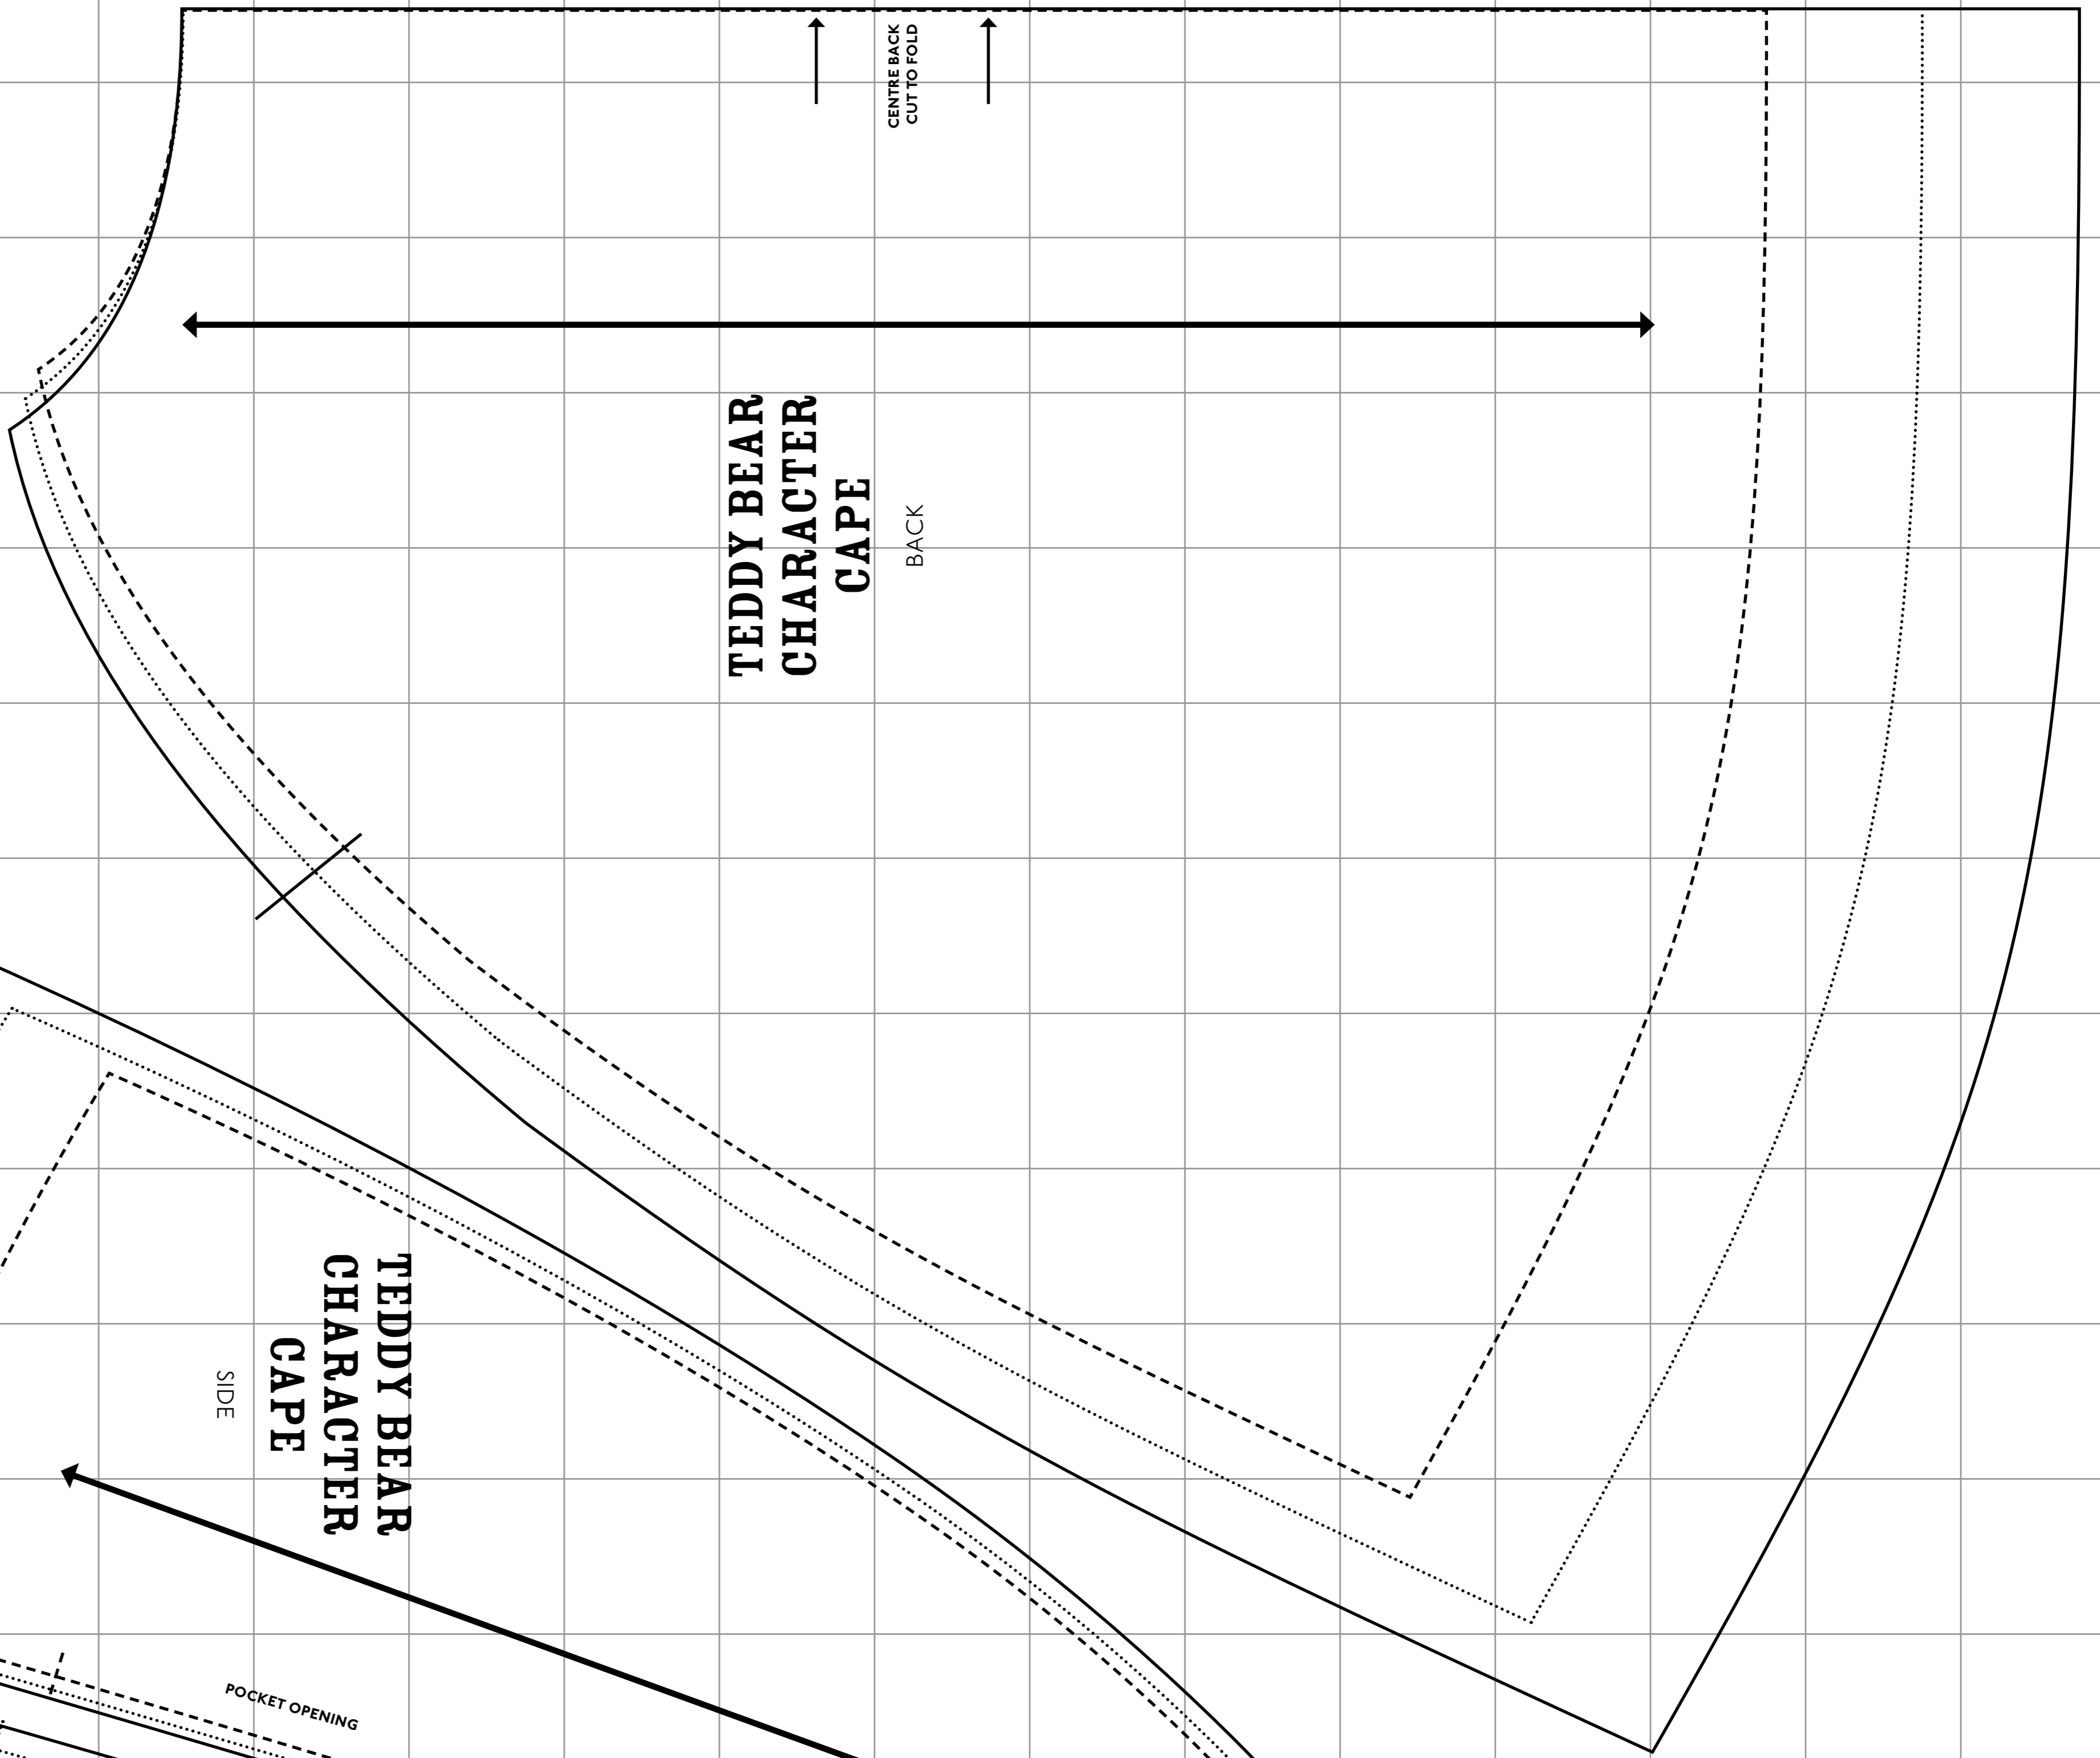 CENTRE BACK
CUT TO FOLD
TEDDY BEAR
CHARACTER
CAPE
BACK
TEDDY BEAR
CHARACTER
CAPE
SIDE
POCKET OPENING